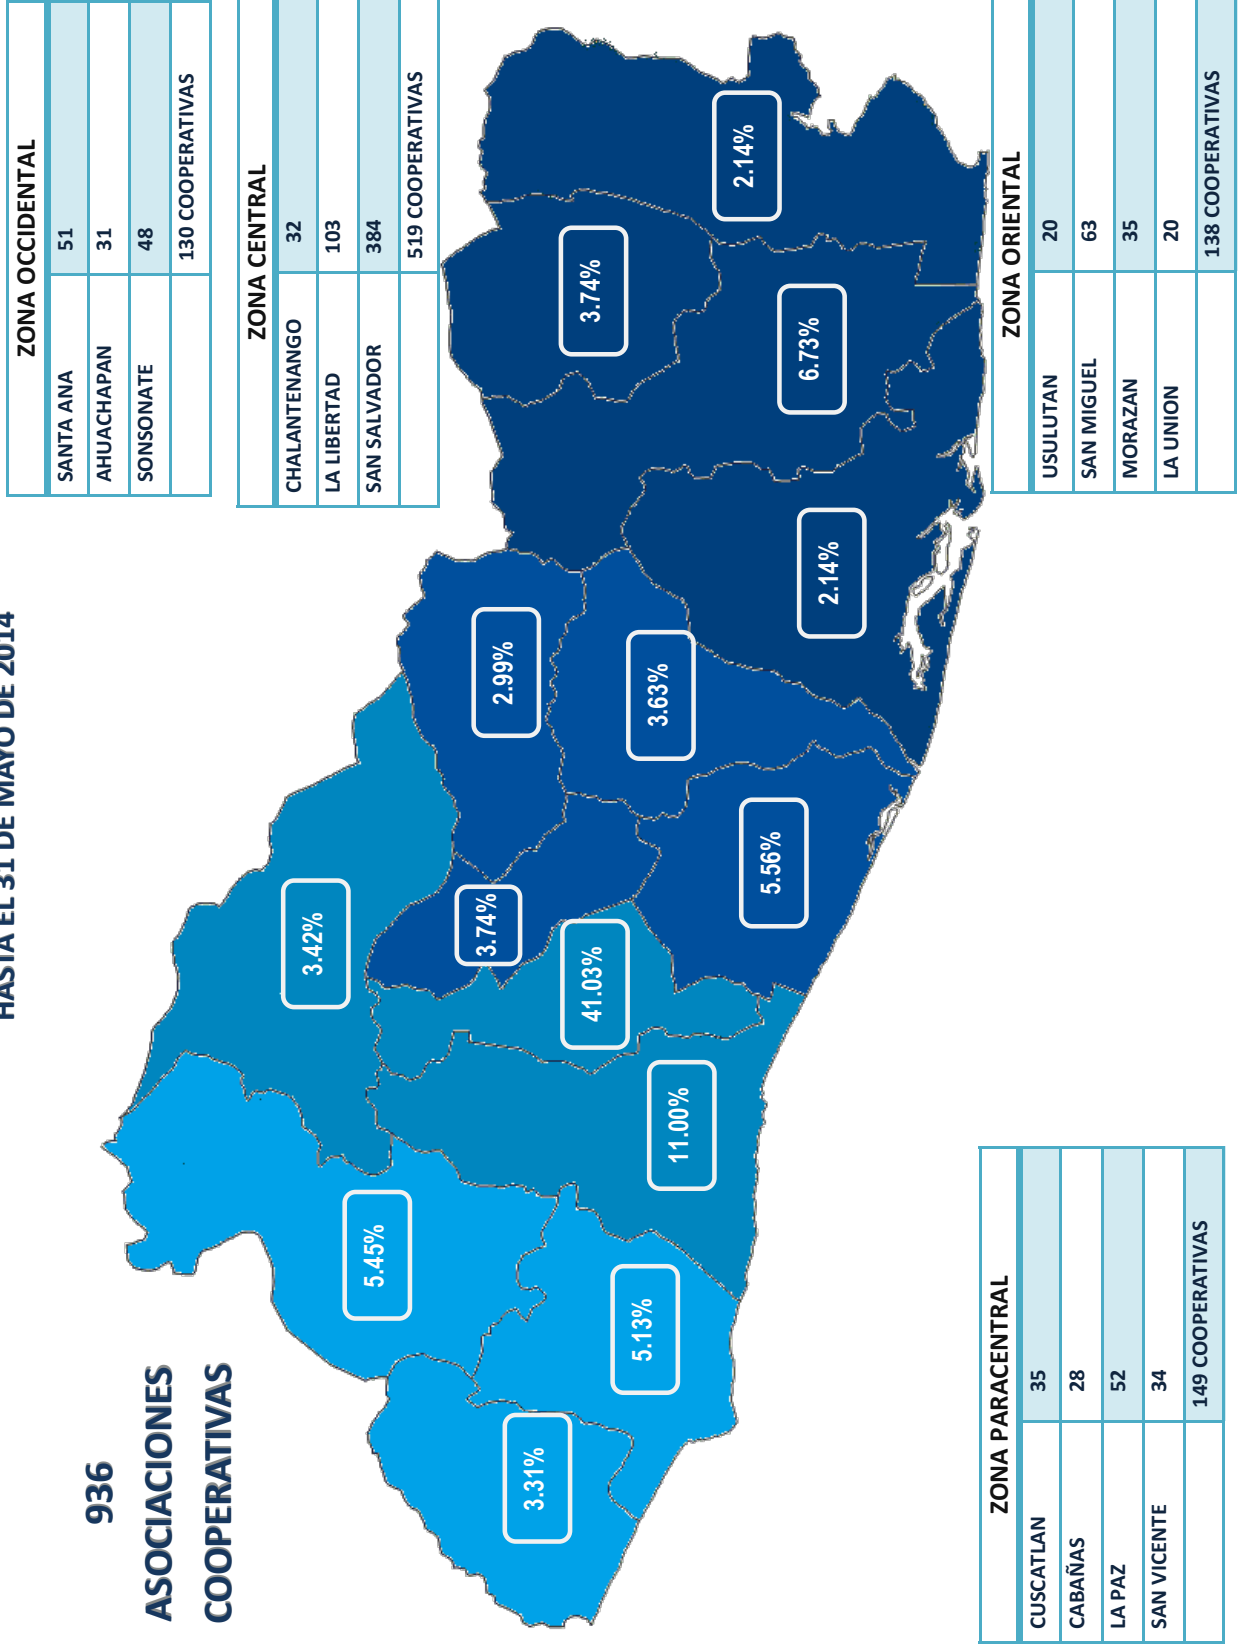 HASTA EL 31 DE MAYO DE 2014
936
ASOCIACIONES
COOPERATIVAS
ZONA OCCIDENTAL
SANTA ANA 51
AHUACHAPAN 31
SONSONATE 48
130 COOPERATIVAS
ZONA CENTRAL
CHALANTENANGO 32
LA LIBERTAD 103
SAN SALVADOR 384
519 COOPERATIVAS
5.45%
3.31%
5.13%
3.42%
11.00%
41.03%
3.74%
2.99%
3.63%
5.56%
2.14%
3.74%
6.73%
2.14%
ZONA PARACENTRAL
CUSCATLAN 35
CABAÑAS 28
LA PAZ 52
SAN VICENTE 34
149 COOPERATIVAS
ZONA ORIENTAL
USULUTAN 20
SAN MIGUEL 63
MORAZAN 35
LA UNION 20
138 COOPERATIVAS